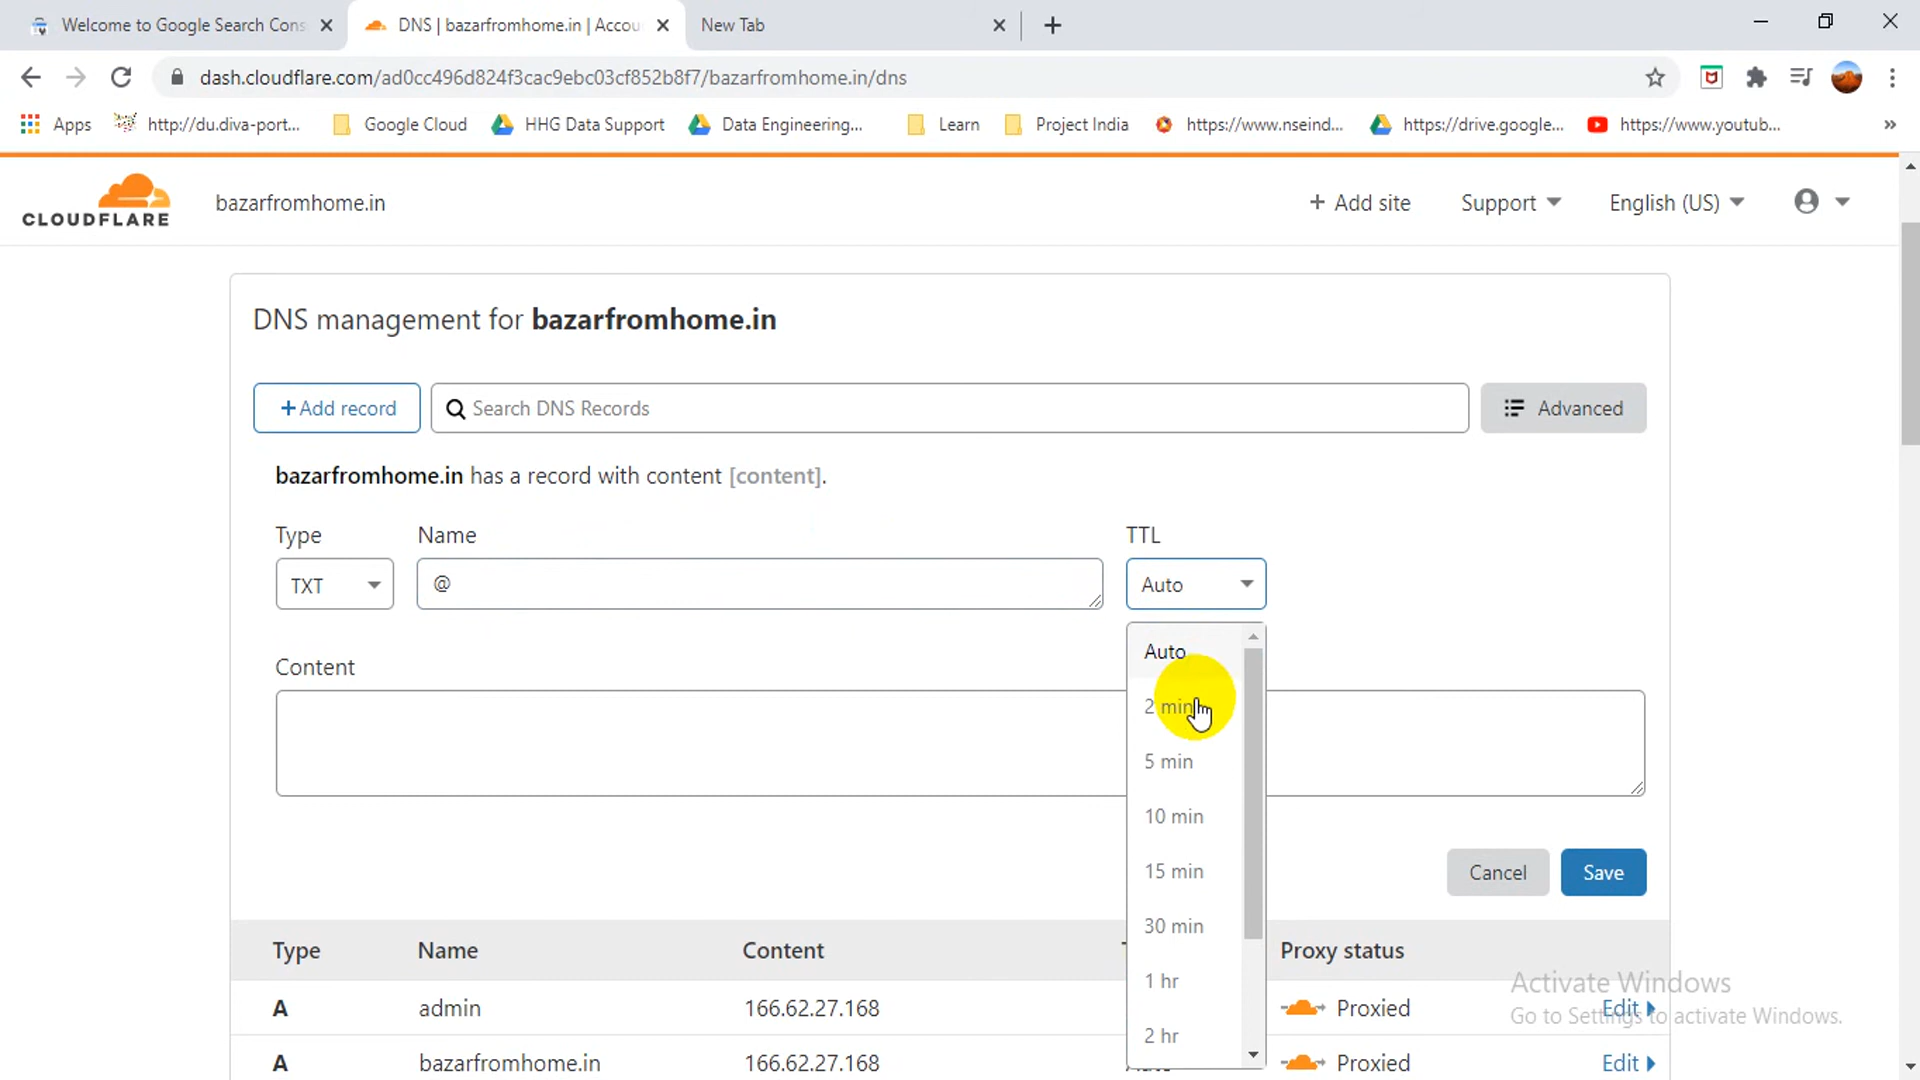 Welcome to Google Search Cons
DNS | bazarfromhome.in | Accou
New Tab
dash.cloudflare.com/ad0cc496d824f3cac9ebc03cf852b8f7/bazarfromhome.in/dns
Apps
http://du.diva-port...
Google Cloud
HHG Data Support
Data Engineering...
Learn
Project India
https://www.nseind...
https://drive.google...
https://www.youtub...
»
CLOUDFLARE
bazarfromhome.in
+ Add site
Support
English (US)
DNS management for bazarfromhome.in
+Add record
Search DNS Records
Advanced
bazarfromhome.in has a record with content [content].
Type
Name
TTL
TXT
@
Auto
Content
Auto
2 min
5 min
10 min
15 min
30 min
1 hr
2 hr
Cancel
Save
Type Name Content Proxy status
A admin 166.62.27.168 Proxied Edit
A bazarfromhome.in 166.62.27.168 Proxied Edit
Activate Windows
Go to Settings to activate Windows.